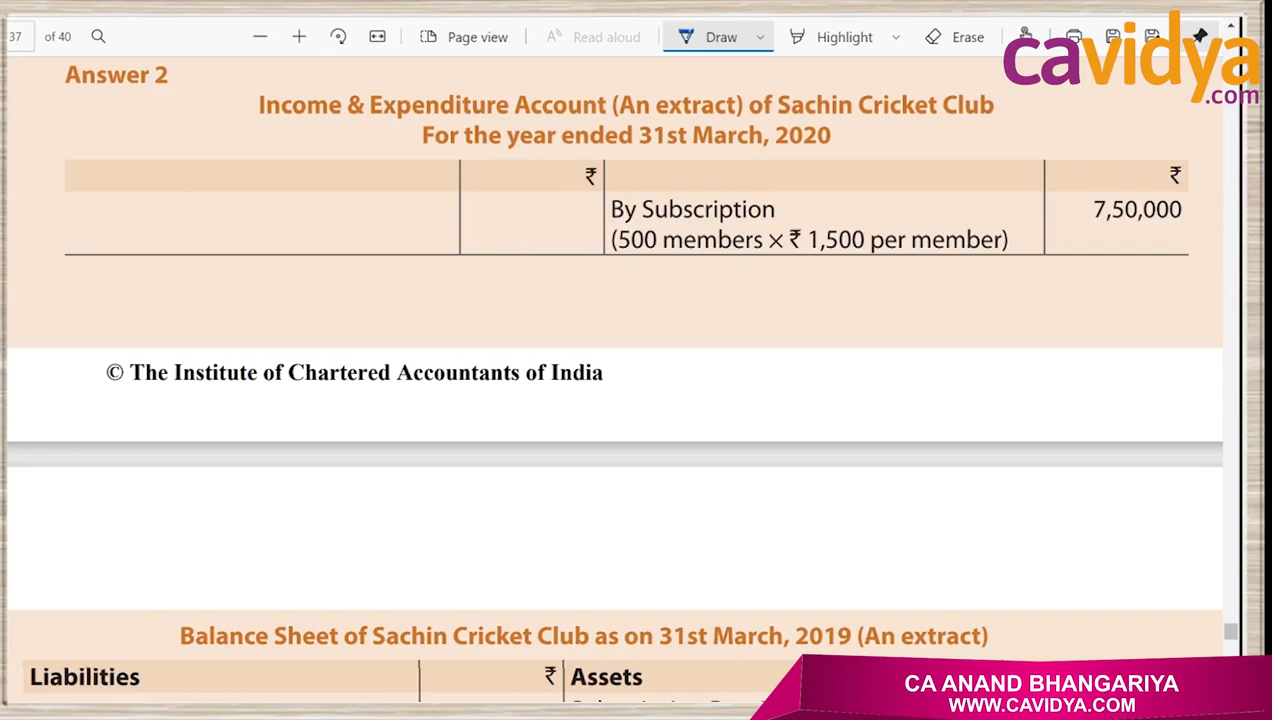 37 of 40 Page view Read aloud Draw Highlight Erase
cavidya
.com
Answer 2
Income & Expenditure Account (An extract) of Sachin Cricket Club
For the year ended 31st March, 2020
₹ ₹
By Subscription 7,50,000
(500 members × ₹ 1,500 per member)
© The Institute of Chartered Accountants of India
Balance Sheet of Sachin Cricket Club as on 31st March, 2019 (An extract)
Liabilities ₹ Assets
CA ANAND BHANGARIYA
WWW.CAVIDYA.COM